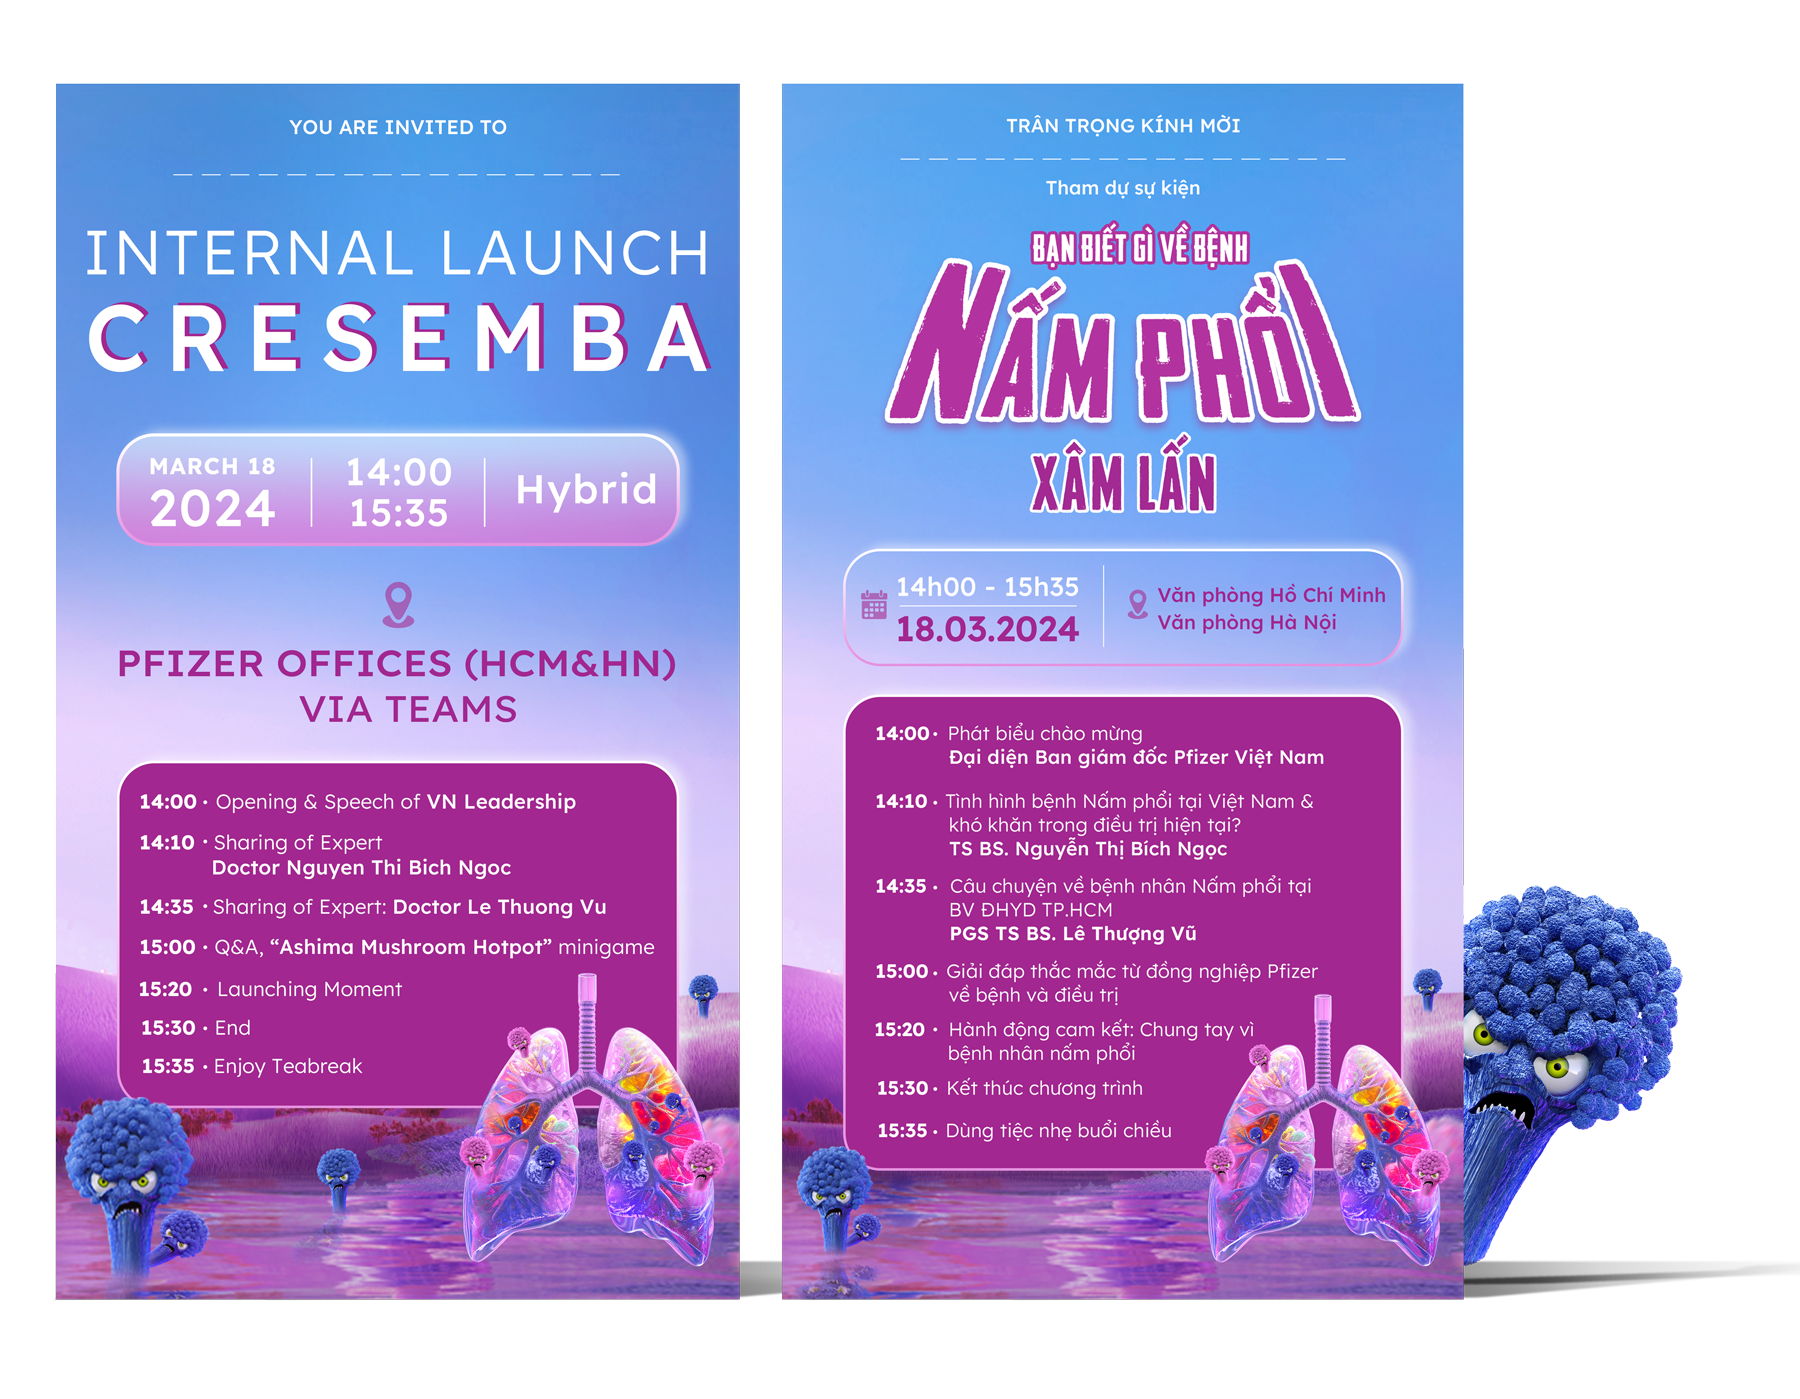 YOU ARE INVITED TO
INTERNAL LAUNCH
CRESEMBA
MARCH 18
2024
14:00
15:35
Hybrid
PFIZER OFFICES (HCM&HN)
VIA TEAMS
14:00 • Opening & Speech of VN Leadership
14:10 • Sharing of Expert
Doctor Nguyen Thi Bich Ngoc
14:35 • Sharing of Expert: Doctor Le Thuong Vu
15:00 • Q&A, “Ashima Mushroom Hotpot” minigame
15:20 • Launching Moment
15:30 • End
15:35 • Enjoy Teabreak
TRÂN TRỌNG KÍNH MỜI
Tham dự sự kiện
BẠN BIẾT GÌ VỀ BỆNH
NẤM PHỔI
XÂM LẤN
14h00 - 15h35
18.03.2024
Văn phòng Hồ Chí Minh
Văn phòng Hà Nội
14:00 • Phát biểu chào mừng
Đại diện Ban giám đốc Pfizer Việt Nam
14:10 • Tình hình bệnh Nấm phổi tại Việt Nam &
khó khăn trong điều trị hiện tại?
TS BS. Nguyễn Thị Bích Ngọc
14:35 • Câu chuyện về bệnh nhân Nấm phổi tại
BV ĐHYD TP.HCM
PGS TS BS. Lê Thượng Vũ
15:00 • Giải đáp thắc mắc từ đồng nghiệp Pfizer
về bệnh và điều trị
15:20 • Hành động cam kết: Chung tay vì
bệnh nhân nấm phổi
15:30 • Kết thúc chương trình
15:35 • Dùng tiệc nhẹ buổi chiều